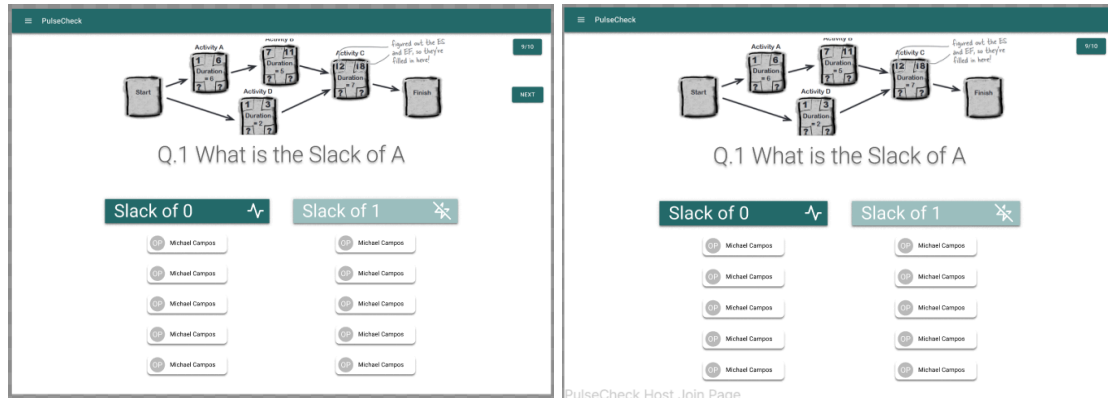 PulseCheck
Activity A
Activity B
Activity C
figured out the ES
and EF, so they're
filled in here!
9/10
1 6
Duration
= 6
? ?
7 11
Duration
= 5
? ?
12 18
Duration
= 7
? ?
Start
Activity D
1 3
Duration
= 2
? ?
Finish
NEXT
Q.1 What is the Slack of A
Slack of 0
Slack of 1
OP Michael Campos
OP Michael Campos
OP Michael Campos
OP Michael Campos
OP Michael Campos
OP Michael Campos
OP Michael Campos
OP Michael Campos
OP Michael Campos
OP Michael Campos
PulseCheck
Activity A
Activity B
Activity C
figured out the ES
and EF, so they're
filled in here!
9/10
1 6
Duration
= 6
? ?
7 11
Duration
= 5
? ?
12 18
Duration
= 7
? ?
Start
Activity D
1 3
Duration
= 2
? ?
Finish
Q.1 What is the Slack of A
Slack of 0
Slack of 1
OP Michael Campos
OP Michael Campos
OP Michael Campos
OP Michael Campos
OP Michael Campos
OP Michael Campos
OP Michael Campos
OP Michael Campos
OP Michael Campos
OP Michael Campos
PulseCheck Host Join Page